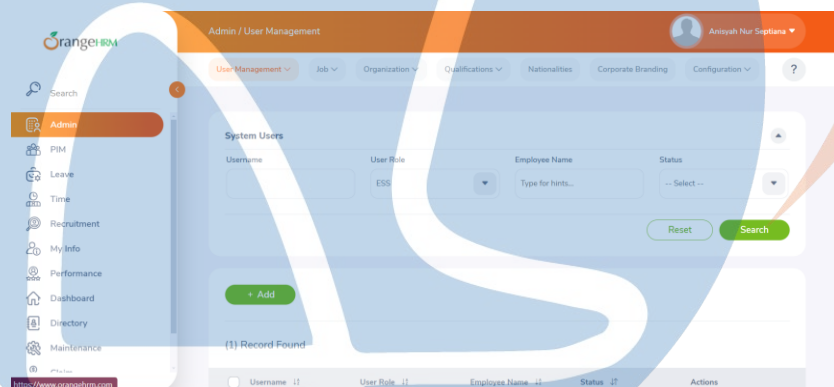 OrangeHRM
Admin / User Management
Anisyah Nur Septiana
User Management
Job
Organization
Qualifications
Nationalities
Corporate Branding
Configuration
?
Search
Admin
PIM
Leave
Time
Recruitment
My Info
Performance
Dashboard
Directory
Maintenance
Claim
https://www.orangehrm.com
System Users
Username
User Role
Employee Name
Status
ESS
Type for hints...
-- Select --
Reset
Search
+ Add
(1) Record Found
Username
User Role
Employee Name
Status
Actions